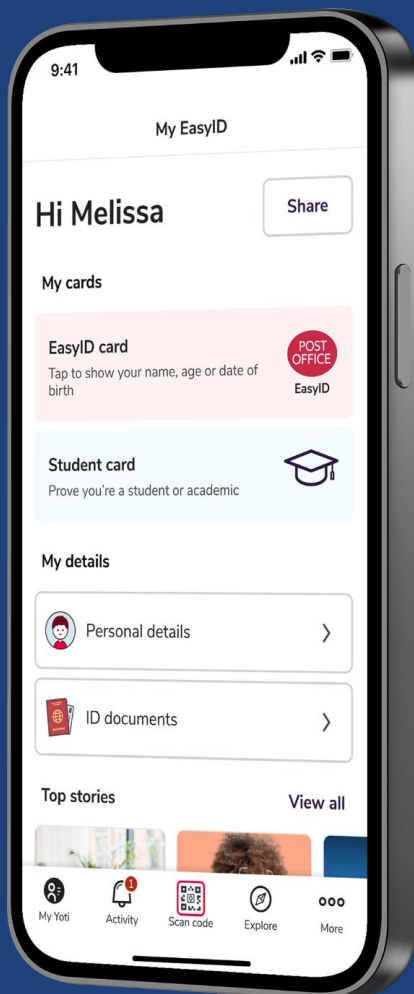 9:41
My EasyID
Hi Melissa
Share
My cards
EasyID card
Tap to show your name, age or date of
birth
POST
OFFICE
EasyID
Student card
Prove you're a student or academic
My details
Personal details
ID documents
Top stories
View all
1
My Yoti
Activity
Scan code
Explore
More